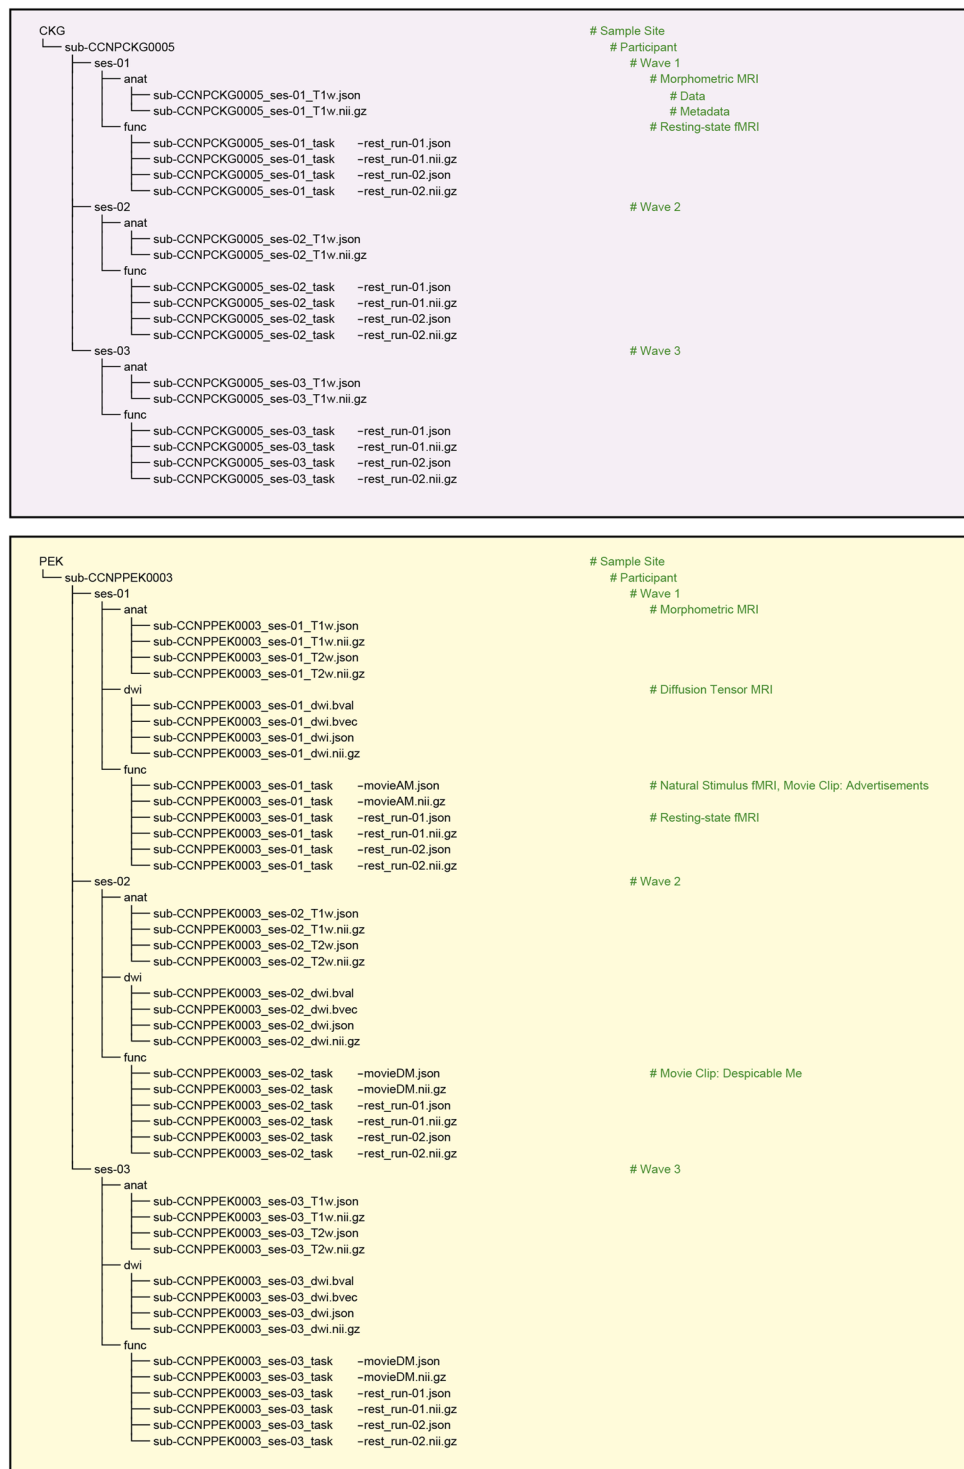 CKG # Sample Site
└── sub-CCNPCKG0005 # Participant
├── ses-01 # Wave 1
│ ├── anat # Morphometric MRI
│ │ ├── sub-CCNPCKG0005_ses-01_T1w.json # Data
│ │ └── sub-CCNPCKG0005_ses-01_T1w.nii.gz # Metadata
│ └── func # Resting-state fMRI
│ ├── sub-CCNPCKG0005_ses-01_task –rest_run-01.json
│ ├── sub-CCNPCKG0005_ses-01_task –rest_run-01.nii.gz
│ ├── sub-CCNPCKG0005_ses-01_task –rest_run-02.json
│ └── sub-CCNPCKG0005_ses-01_task –rest_run-02.nii.gz
├── ses-02 # Wave 2
│ ├── anat
│ │ ├── sub-CCNPCKG0005_ses-02_T1w.json
│ │ └── sub-CCNPCKG0005_ses-02_T1w.nii.gz
│ └── func
│ ├── sub-CCNPCKG0005_ses-02_task –rest_run-01.json
│ ├── sub-CCNPCKG0005_ses-02_task –rest_run-01.nii.gz
│ ├── sub-CCNPCKG0005_ses-02_task –rest_run-02.json
│ └── sub-CCNPCKG0005_ses-02_task –rest_run-02.nii.gz
└── ses-03 # Wave 3
├── anat
│ ├── sub-CCNPCKG0005_ses-03_T1w.json
│ └── sub-CCNPCKG0005_ses-03_T1w.nii.gz
└── func
├── sub-CCNPCKG0005_ses-03_task –rest_run-01.json
├── sub-CCNPCKG0005_ses-03_task –rest_run-01.nii.gz
├── sub-CCNPCKG0005_ses-03_task –rest_run-02.json
└── sub-CCNPCKG0005_ses-03_task –rest_run-02.nii.gz
PEK # Sample Site
└── sub-CCNPPEK0003 # Participant
├── ses-01 # Wave 1
│ ├── anat # Morphometric MRI
│ │ ├── sub-CCNPPEK0003_ses-01_T1w.json
│ │ ├── sub-CCNPPEK0003_ses-01_T1w.nii.gz
│ │ ├── sub-CCNPPEK0003_ses-01_T2w.json
│ │ └── sub-CCNPPEK0003_ses-01_T2w.nii.gz
│ ├── dwi # Diffusion Tensor MRI
│ │ ├── sub-CCNPPEK0003_ses-01_dwi.bval
│ │ ├── sub-CCNPPEK0003_ses-01_dwi.bvec
│ │ ├── sub-CCNPPEK0003_ses-01_dwi.json
│ │ └── sub-CCNPPEK0003_ses-01_dwi.nii.gz
│ └── func
│ ├── sub-CCNPPEK0003_ses-01_task –movieAM.json # Natural Stimulus fMRI, Movie Clip: Advertisements
│ ├── sub-CCNPPEK0003_ses-01_task –movieAM.nii.gz
│ ├── sub-CCNPPEK0003_ses-01_task –rest_run-01.json # Resting-state fMRI
│ ├── sub-CCNPPEK0003_ses-01_task –rest_run-01.nii.gz
│ ├── sub-CCNPPEK0003_ses-01_task –rest_run-02.json
│ └── sub-CCNPPEK0003_ses-01_task –rest_run-02.nii.gz
├── ses-02 # Wave 2
│ ├── anat
│ │ ├── sub-CCNPPEK0003_ses-02_T1w.json
│ │ ├── sub-CCNPPEK0003_ses-02_T1w.nii.gz
│ │ ├── sub-CCNPPEK0003_ses-02_T2w.json
│ │ └── sub-CCNPPEK0003_ses-02_T2w.nii.gz
│ ├── dwi
│ │ ├── sub-CCNPPEK0003_ses-02_dwi.bval
│ │ ├── sub-CCNPPEK0003_ses-02_dwi.bvec
│ │ ├── sub-CCNPPEK0003_ses-02_dwi.json
│ │ └── sub-CCNPPEK0003_ses-02_dwi.nii.gz
│ └── func
│ ├── sub-CCNPPEK0003_ses-02_task –movieDM.json # Movie Clip: Despicable Me
│ ├── sub-CCNPPEK0003_ses-02_task –movieDM.nii.gz
│ ├── sub-CCNPPEK0003_ses-02_task –rest_run-01.json
│ ├── sub-CCNPPEK0003_ses-02_task –rest_run-01.nii.gz
│ ├── sub-CCNPPEK0003_ses-02_task –rest_run-02.json
│ └── sub-CCNPPEK0003_ses-02_task –rest_run-02.nii.gz
└── ses-03 # Wave 3
├── anat
│ ├── sub-CCNPPEK0003_ses-03_T1w.json
│ ├── sub-CCNPPEK0003_ses-03_T1w.nii.gz
│ ├── sub-CCNPPEK0003_ses-03_T2w.json
│ └── sub-CCNPPEK0003_ses-03_T2w.nii.gz
├── dwi
│ ├── sub-CCNPPEK0003_ses-03_dwi.bval
│ ├── sub-CCNPPEK0003_ses-03_dwi.bvec
│ ├── sub-CCNPPEK0003_ses-03_dwi.json
│ └── sub-CCNPPEK0003_ses-03_dwi.nii.gz
└── func
├── sub-CCNPPEK0003_ses-03_task –movieDM.json
├── sub-CCNPPEK0003_ses-03_task –movieDM.nii.gz
├── sub-CCNPPEK0003_ses-03_task –rest_run-01.json
├── sub-CCNPPEK0003_ses-03_task –rest_run-01.nii.gz
├── sub-CCNPPEK0003_ses-03_task –rest_run-02.json
└── sub-CCNPPEK0003_ses-03_task –rest_run-02.nii.gz